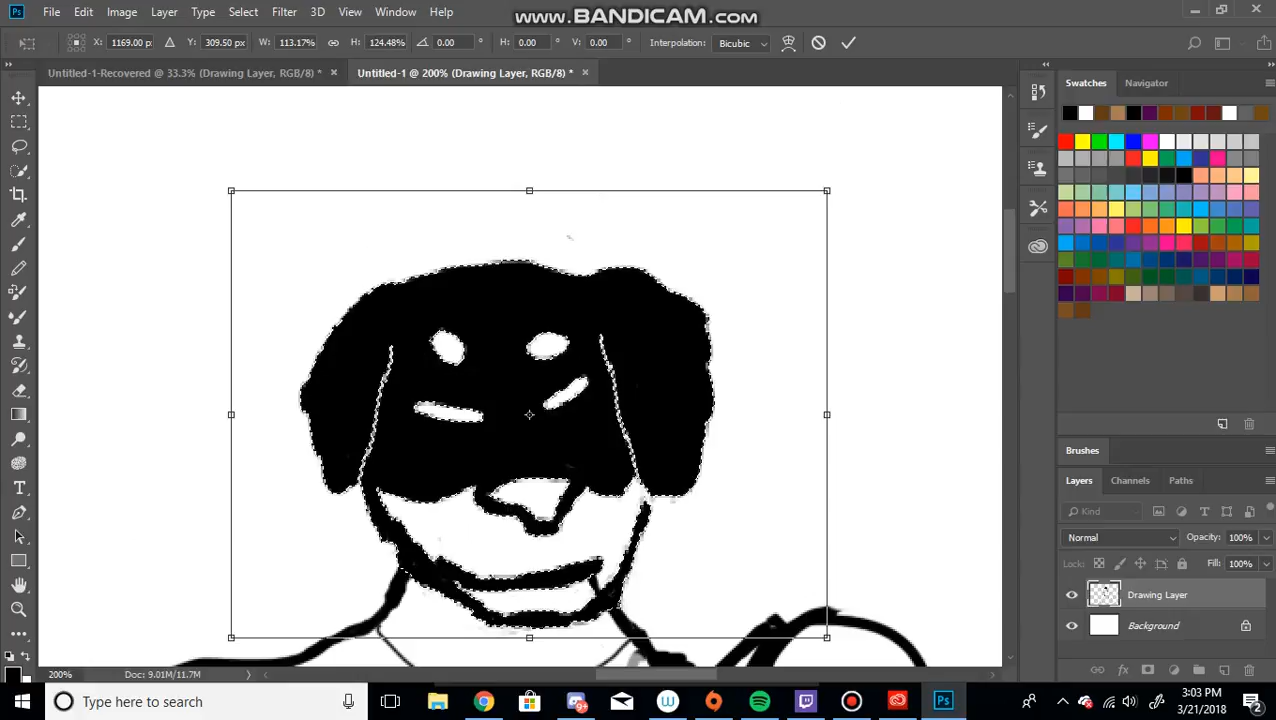 www.BANDICAM.com
Ps File Edit Image Layer Type Select Filter 3D View Window Help
X: 1169.00 px Y: 309.50 px W: 113.17% H: 124.48% 0.00 ° H: 0.00 ° V: 0.00 ° Interpolation: Bicubic
Untitled-1-Recovered @ 33.3% (Drawing Layer, RGB/8) * × Untitled-1 @ 200% (Drawing Layer, RGB/8) * ×
Swatches Navigator
Brushes
Layers Channels Paths
Kind
Normal Opacity: 100%
Lock: Fill: 100%
Drawing Layer
Background
200% Doc: 9.01M/11.7M
Type here to search
Ps
3:03 PM
3/21/2018
2